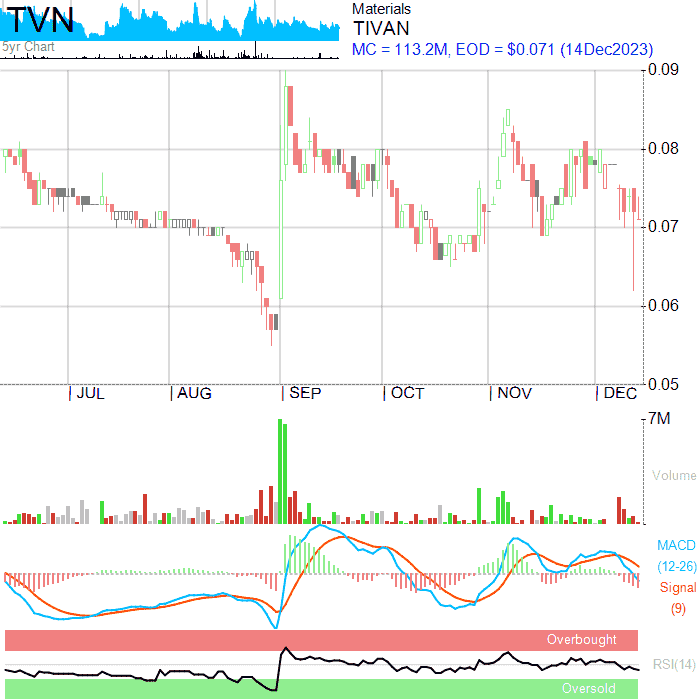 TVN
5yr Chart
Materials
TIVAN
MC = 113.2M, EOD = $0.071 (14Dec2023)
0.09
0.08
0.07
0.06
0.05
JUL
AUG
SEP
OCT
NOV
DEC
7M
Volume
MACD
(12-26)
Signal
(9)
Overbought
RSI(14)
Oversold